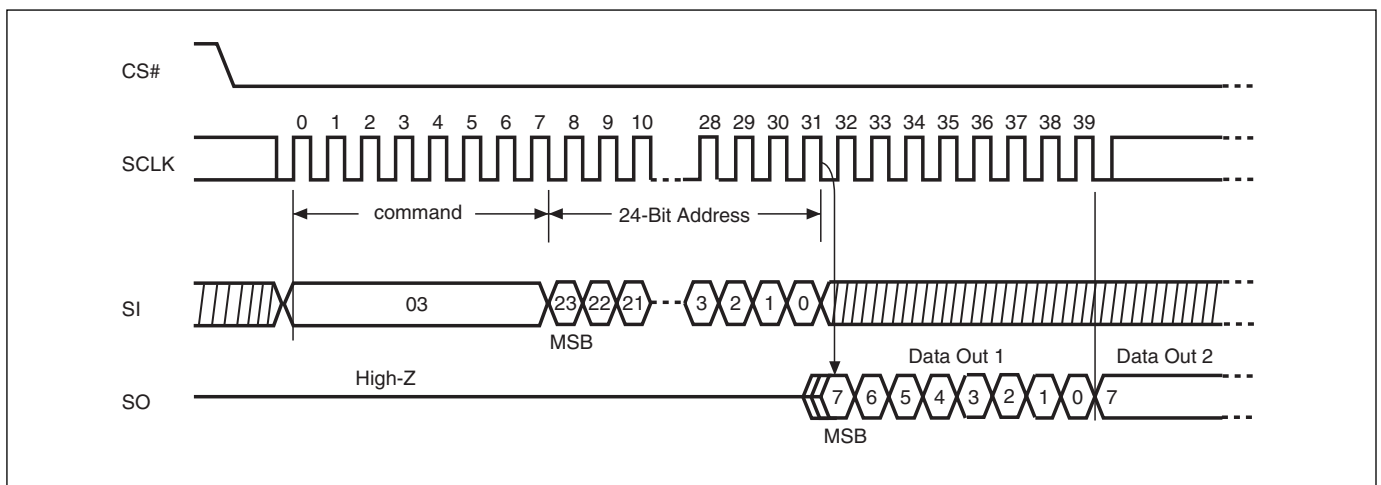 CS#
0 1 2 3 4 5 6 7 8 9 10 28 29 30 31 32 33 34 35 36 37 38 39
SCLK
command 24-Bit Address
SI 03 23 22 21 3 2 1 0
MSB Data Out 1 Data Out 2
High-Z
SO 7 6 5 4 3 2 1 0 7
MSB